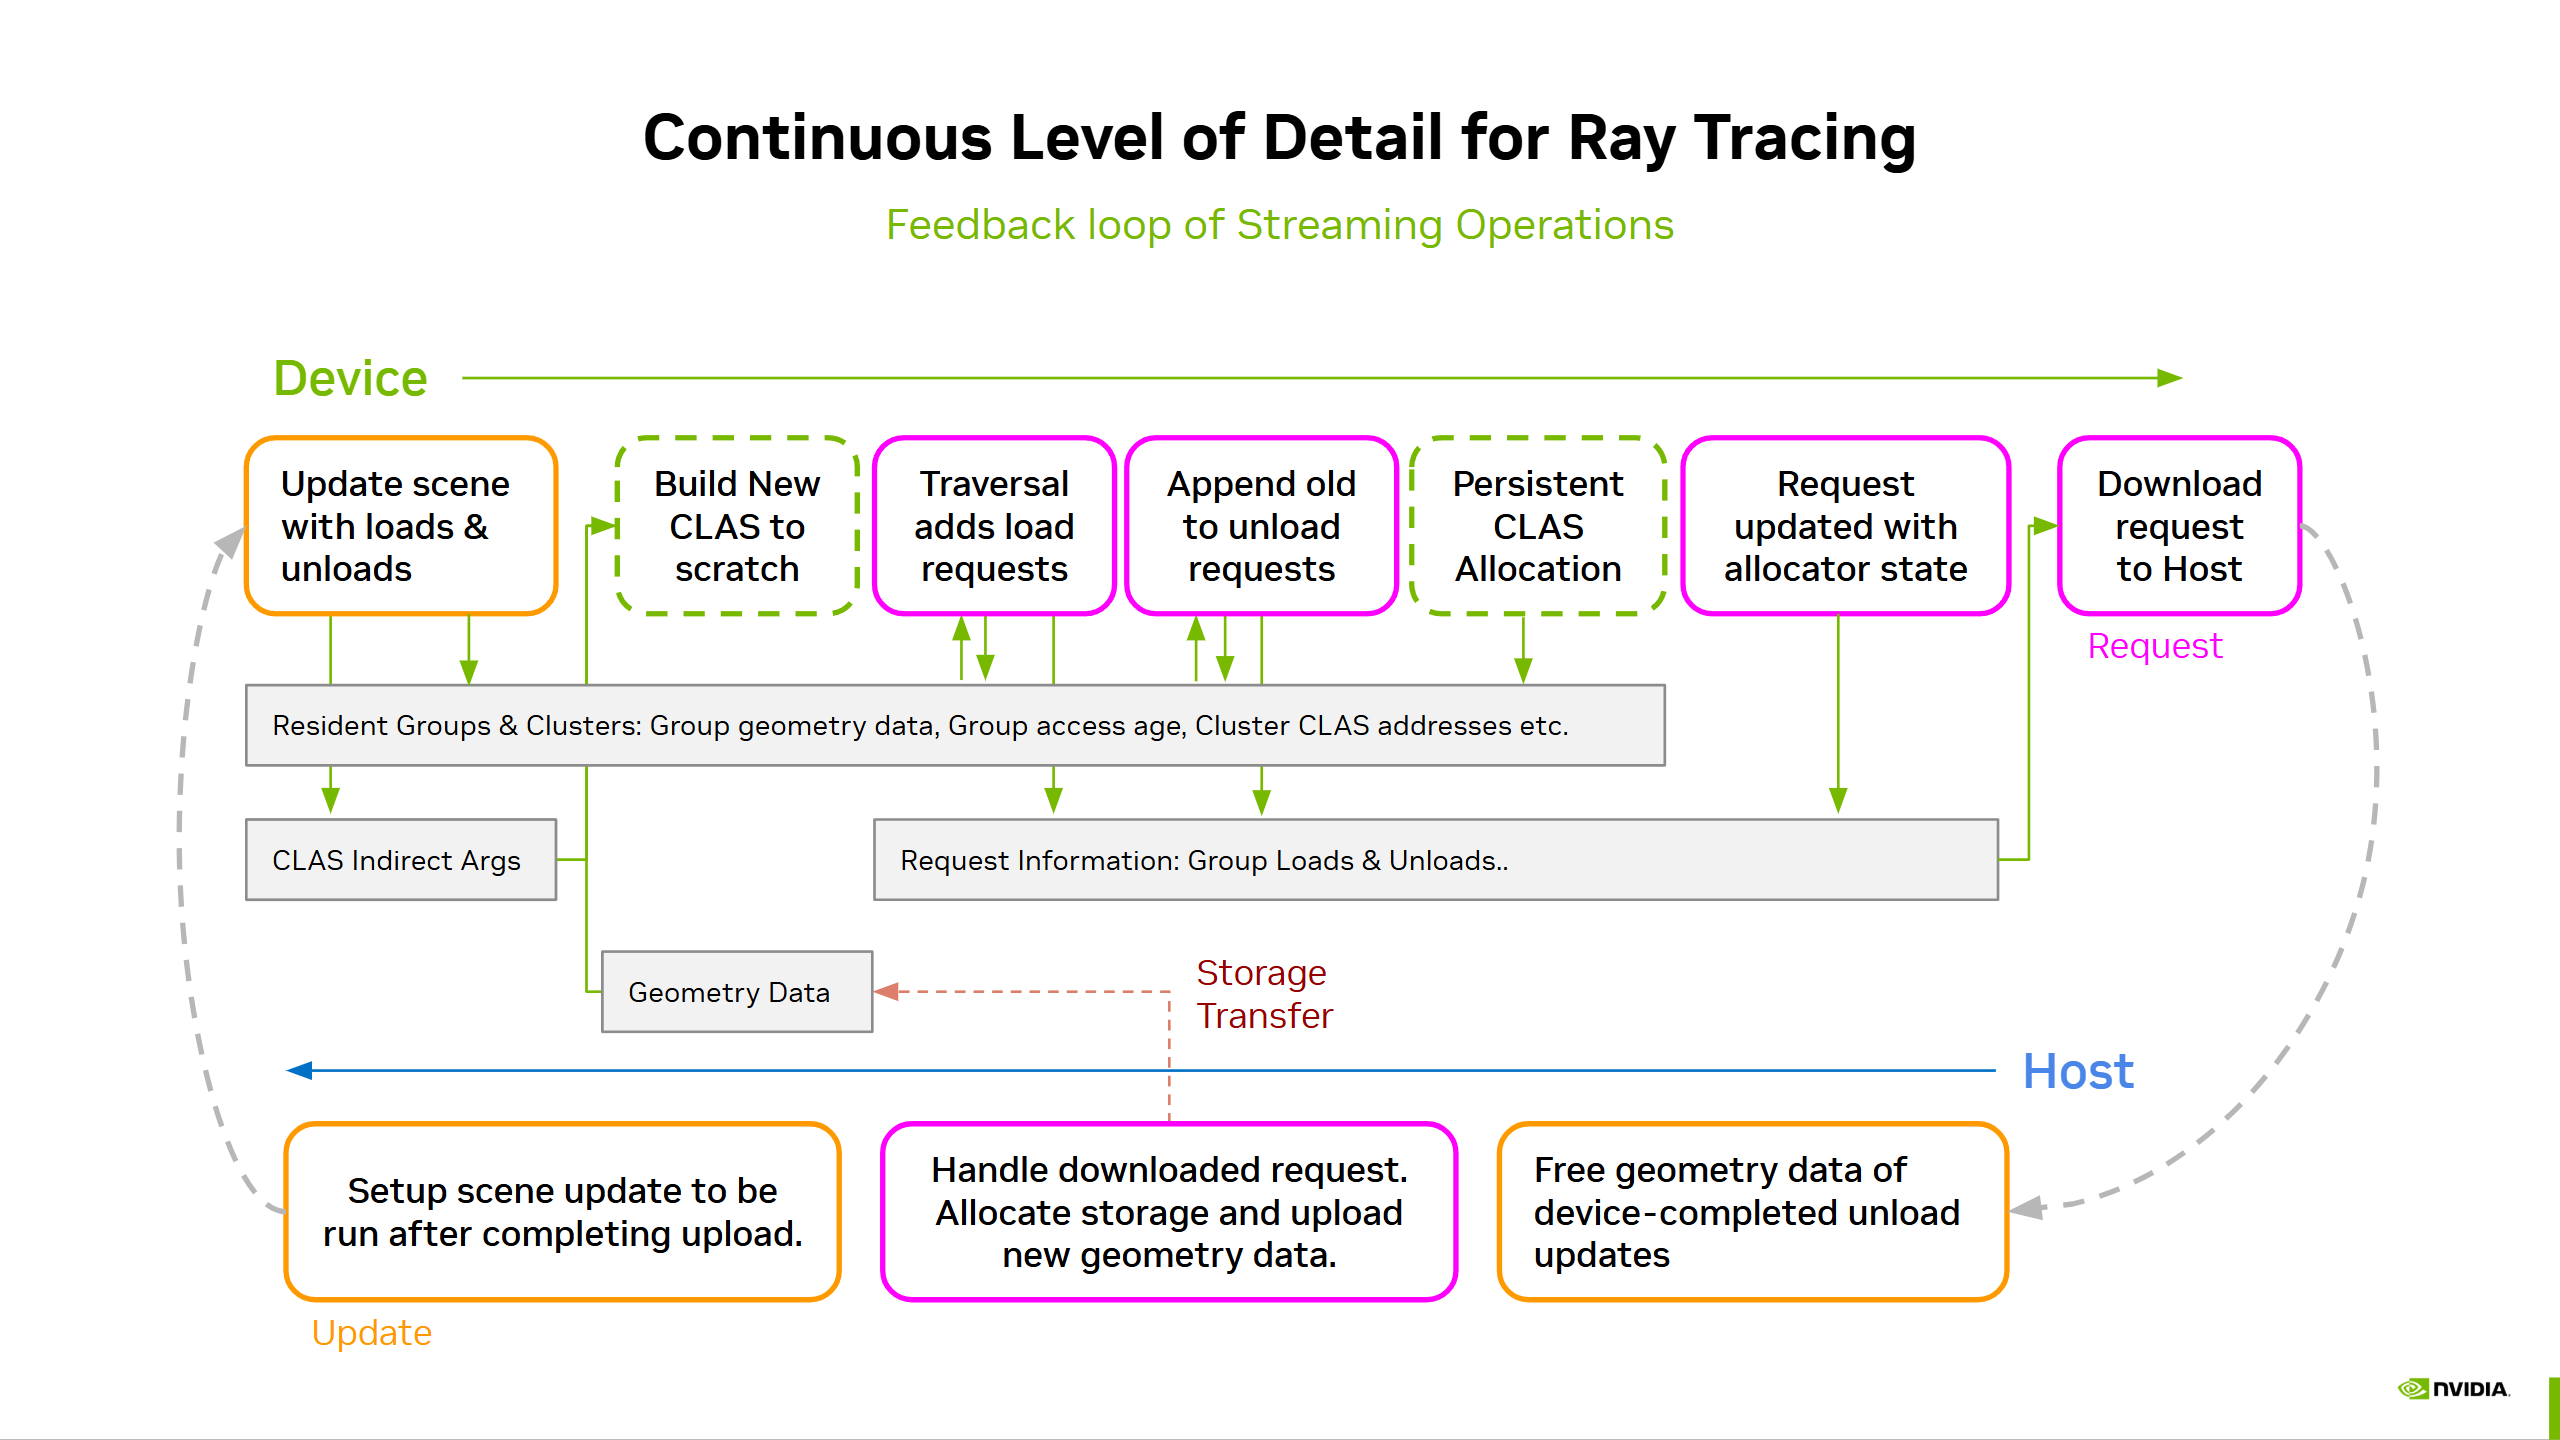 Continuous Level of Detail for Ray Tracing
Feedback loop of Streaming Operations
Device
Update scene
with loads &
unloads
Build New
CLAS to
scratch
Traversal
adds load
requests
Append old
to unload
requests
Persistent
CLAS
Allocation
Request
updated with
allocator state
Download
request
to Host
Request
Resident Groups & Clusters: Group geometry data, Group access age, Cluster CLAS addresses etc.
CLAS Indirect Args
Request Information: Group Loads & Unloads..
Geometry Data
Storage
Transfer
Host
Setup scene update to be
run after completing upload.
Handle downloaded request.
Allocate storage and upload
new geometry data.
Free geometry data of
device-completed unload
updates
Update
NVIDIA.